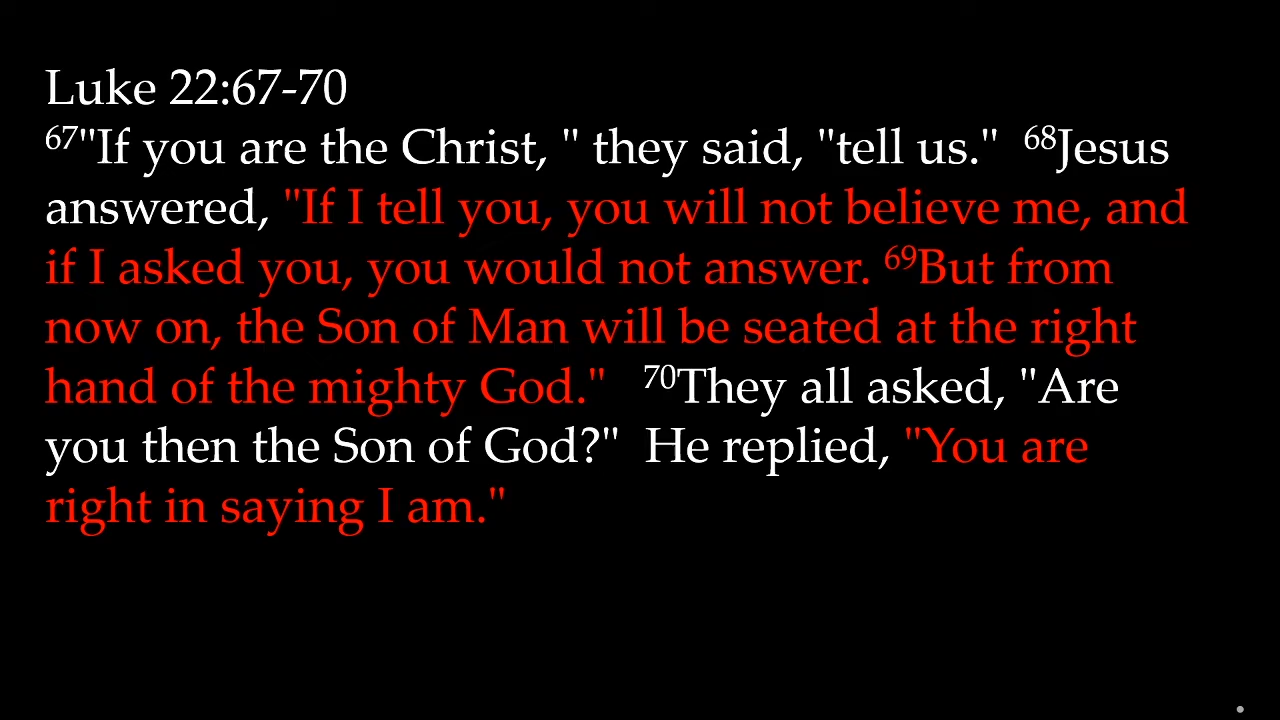 Luke 22:67-70
67"If you are the Christ, " they said, "tell us."  68Jesus
answered, "If I tell you, you will not believe me, and
if I asked you, you would not answer. 69But from
now on, the Son of Man will be seated at the right
hand of the mighty God."   70They all asked, "Are
you then the Son of God?"  He replied, "You are
right in saying I am."